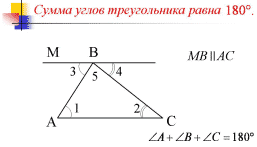 Сумма углов треугольника равна 180°.
M B
MB || AC
3 5 4
1 2
A C
∠A + ∠B + ∠C = 180°